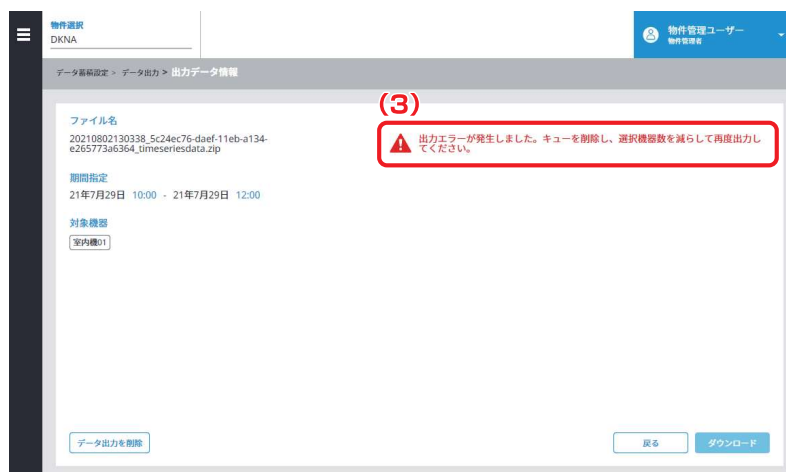 物件選択
DKNA
物件管理ユーザー
物件管理者
データ蓄積設定 > データ出力 > 出力データ情報
(3)
ファイル名
20210802130338_5c24ec76-daef-11eb-a134-
e265773a6364_timeseriesdata.zip
出力エラーが発生しました。キューを削除し、選択機器数を減らして再度出力し
てください。
期間指定
21年7月29日 10:00 - 21年7月29日 12:00
対象機器
室内機01
データ出力を削除
戻る
ダウンロード